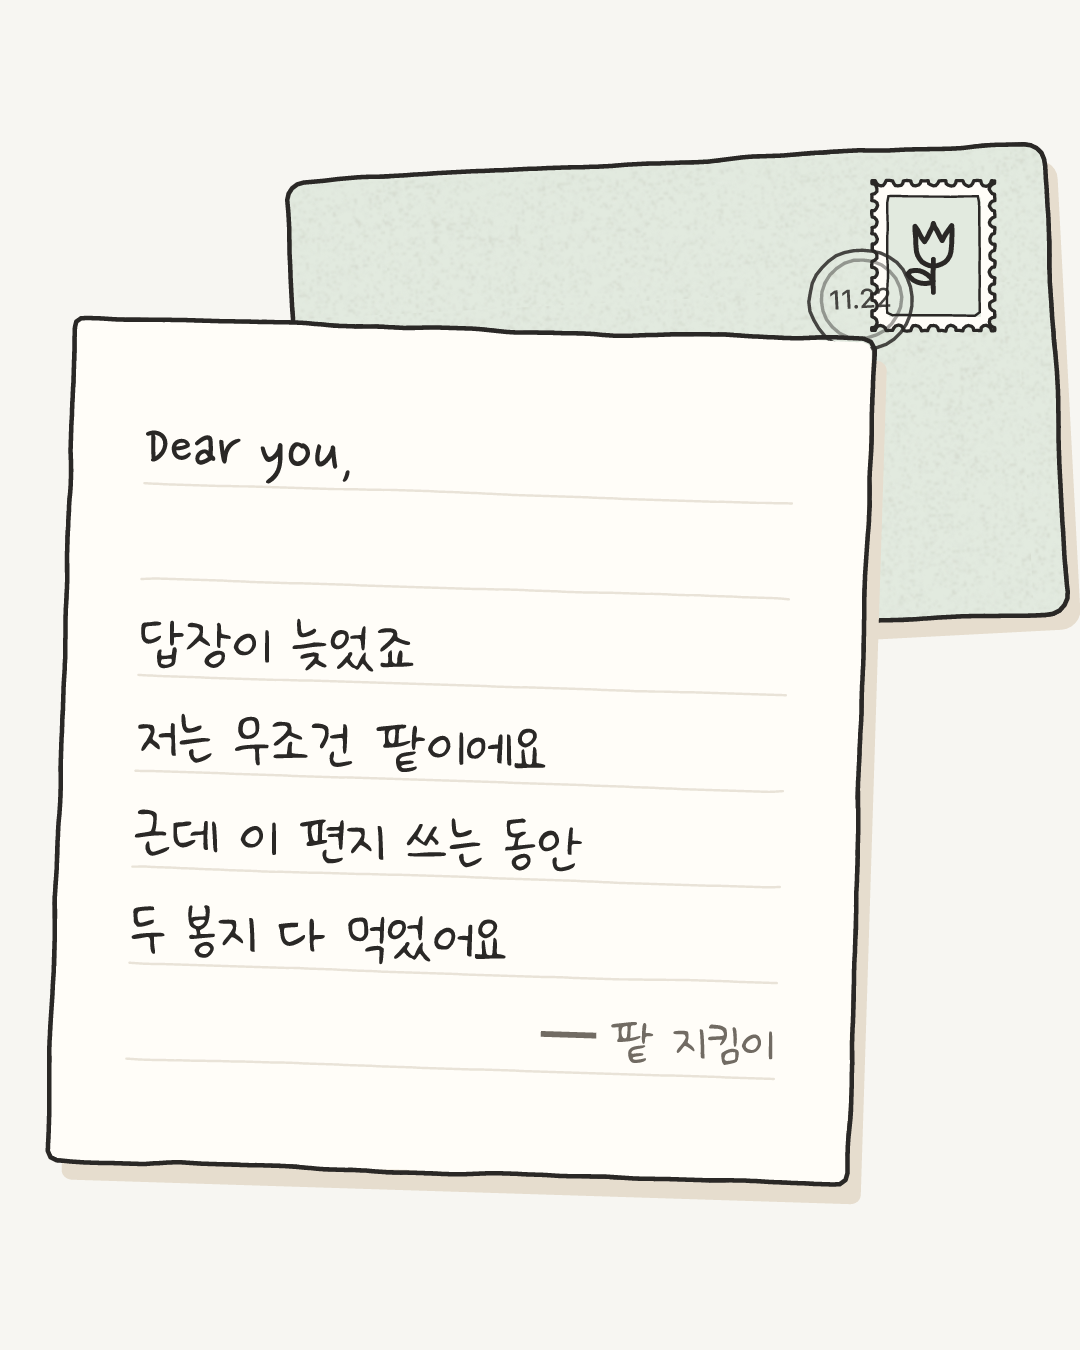 11.22
Dear you,
답장이 늦었죠
저는 우조건 팥이에요
근데 이 편지 쓰는 동안
두 봉지 다 먹었어요
— 팥 지킴이